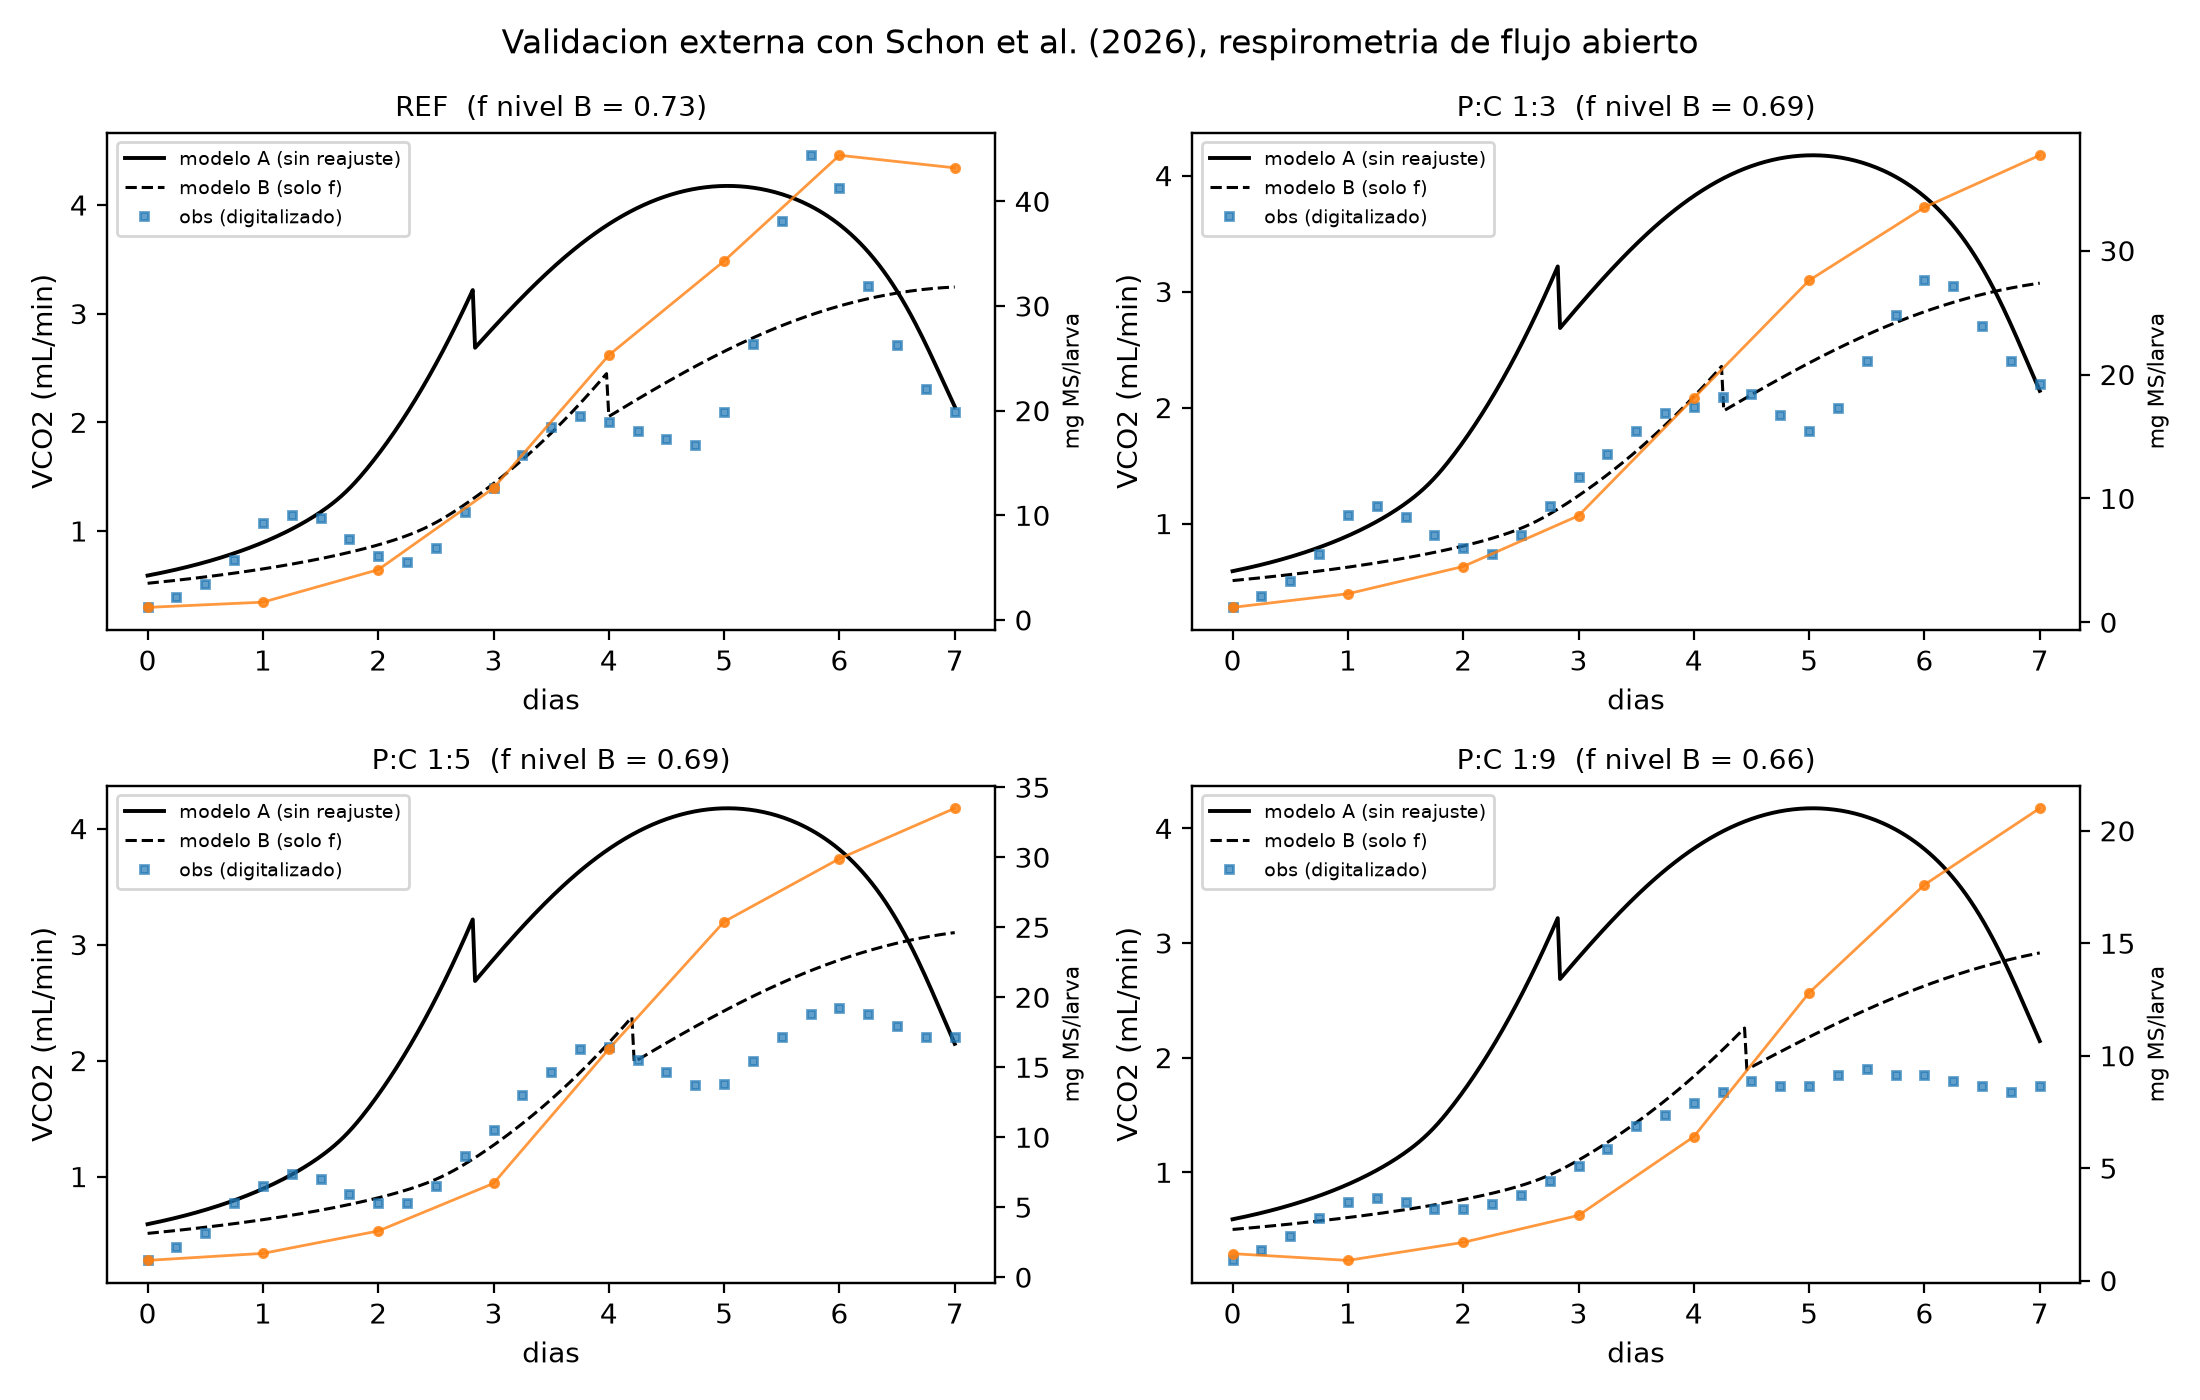 Validacion externa con Schon et al. (2026), respirometria de flujo abierto
REF  (f nivel B = 0.73)
modelo A (sin reajuste)
modelo B (solo f)
obs (digitalizado)
VCO2 (mL/min)
4
3
2
1
40
30
20
10
0
mg MS/larva
0 1 2 3 4 5 6 7
dias
P:C 1:3  (f nivel B = 0.69)
modelo A (sin reajuste)
modelo B (solo f)
obs (digitalizado)
VCO2 (mL/min)
4
3
2
1
30
20
10
0
mg MS/larva
0 1 2 3 4 5 6 7
dias
P:C 1:5  (f nivel B = 0.69)
modelo A (sin reajuste)
modelo B (solo f)
obs (digitalizado)
VCO2 (mL/min)
4
3
2
1
35
30
25
20
15
10
5
0
mg MS/larva
0 1 2 3 4 5 6 7
dias
P:C 1:9  (f nivel B = 0.66)
modelo A (sin reajuste)
modelo B (solo f)
obs (digitalizado)
VCO2 (mL/min)
4
3
2
1
20
15
10
5
0
mg MS/larva
0 1 2 3 4 5 6 7
dias